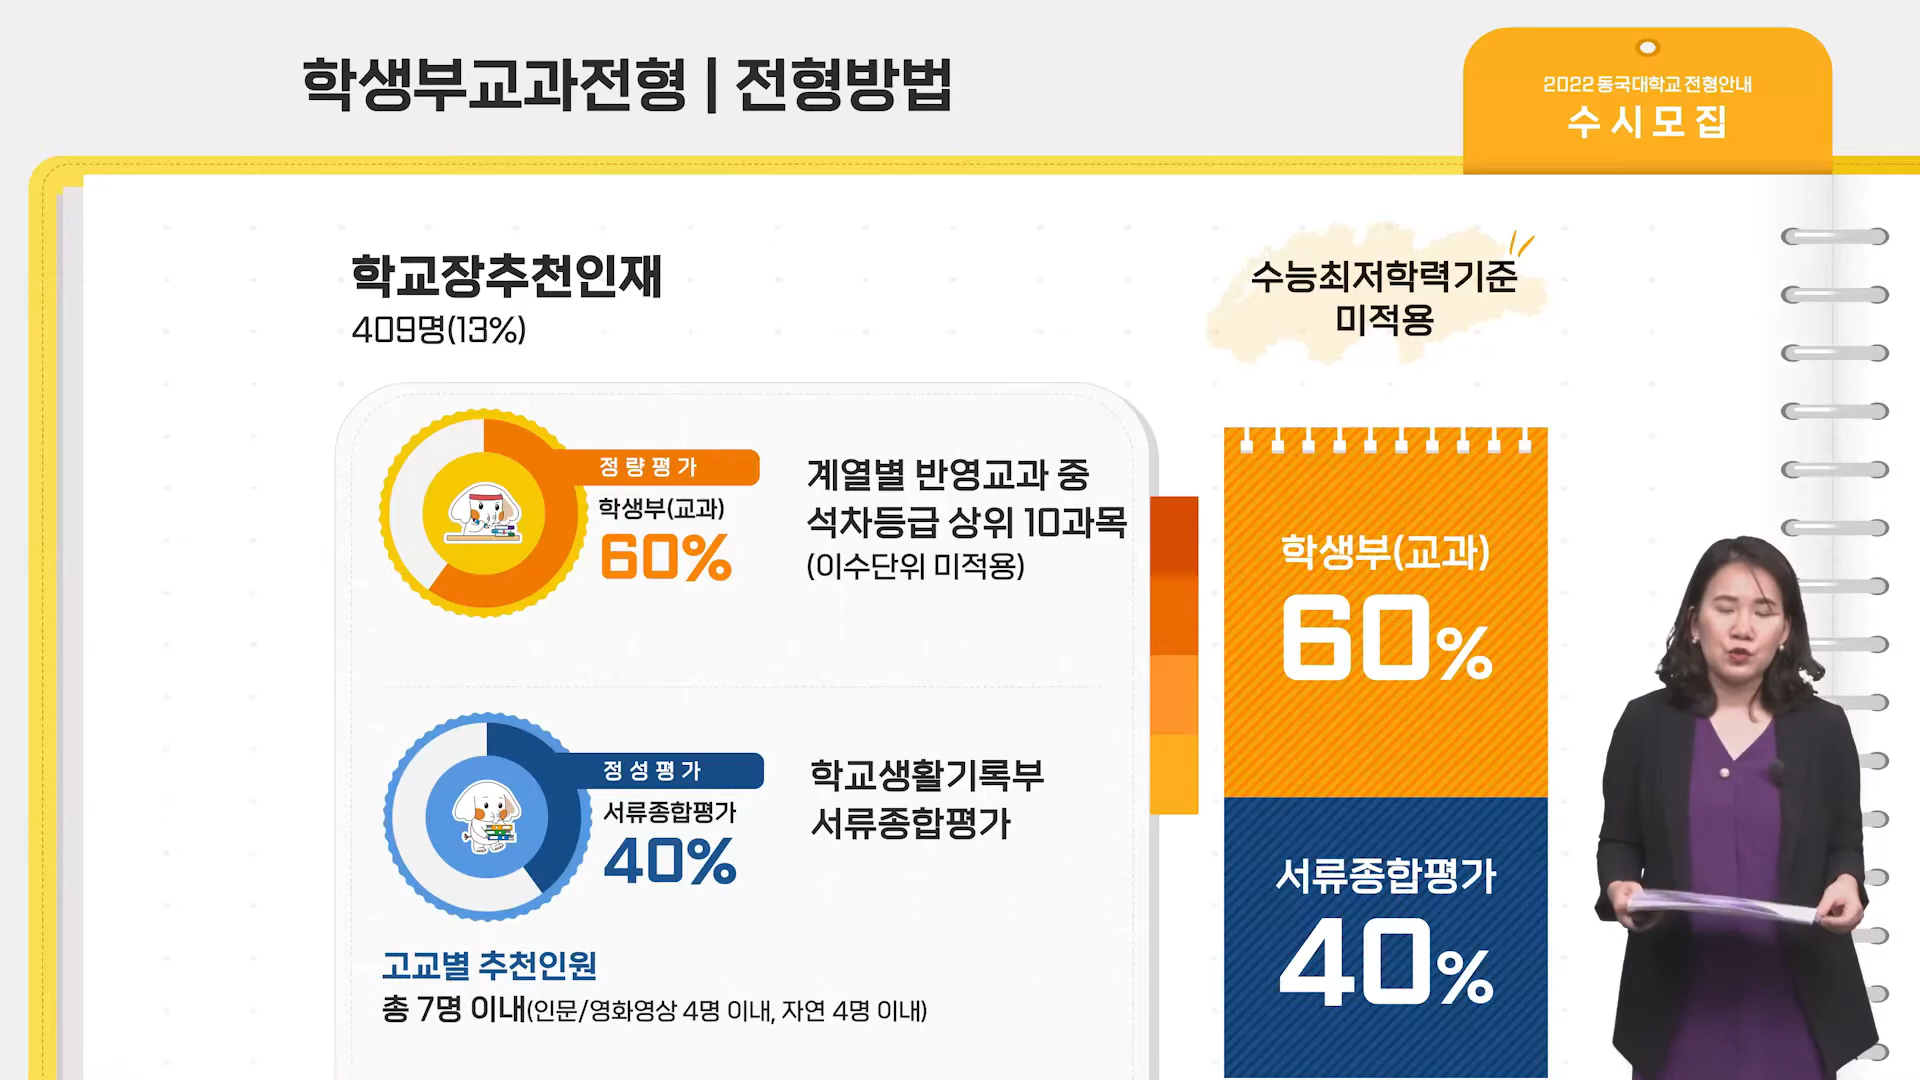 학생부교과전형 | 전형방법
2022 동국대학교 전형안내
수시모집
학교장추천인재
409명(13%)
수능최저학력기준
미적용
정량평가
학생부(교과)
60%
계열별 반영교과 중
석차등급 상위 10과목
(이수단위 미적용)
정성평가
서류종합평가
40%
학교생활기록부
서류종합평가
고교별 추천인원
총 7명 이내(인문/영화영상 4명 이내, 자연 4명 이내)
학생부(교과)
60%
서류종합평가
40%